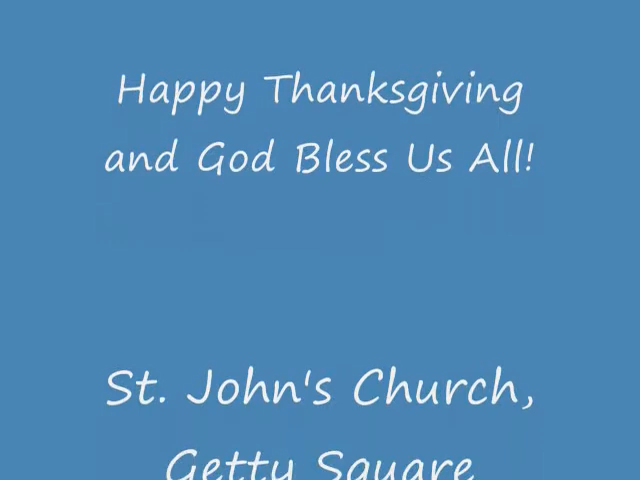 Happy Thanksgiving
and God Bless Us All!
St. John's Church,
Getty Square